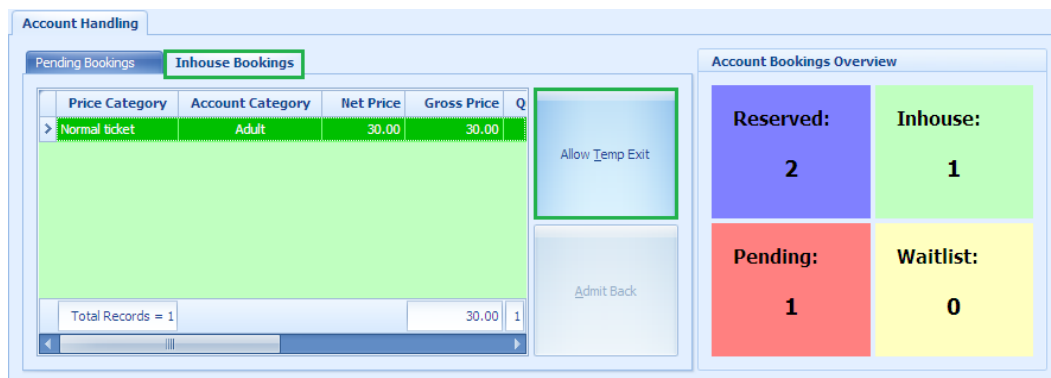 Account Handling
Pending Bookings Inhouse Bookings
Price Category Account Category Net Price Gross Price Q
Normal ticket Adult 30.00 30.00
Total Records = 1 30.00 1
Allow Temp Exit
Admit Back
Account Bookings Overview
Reserved: Inhouse:
2 1
Pending: Waitlist:
1 0